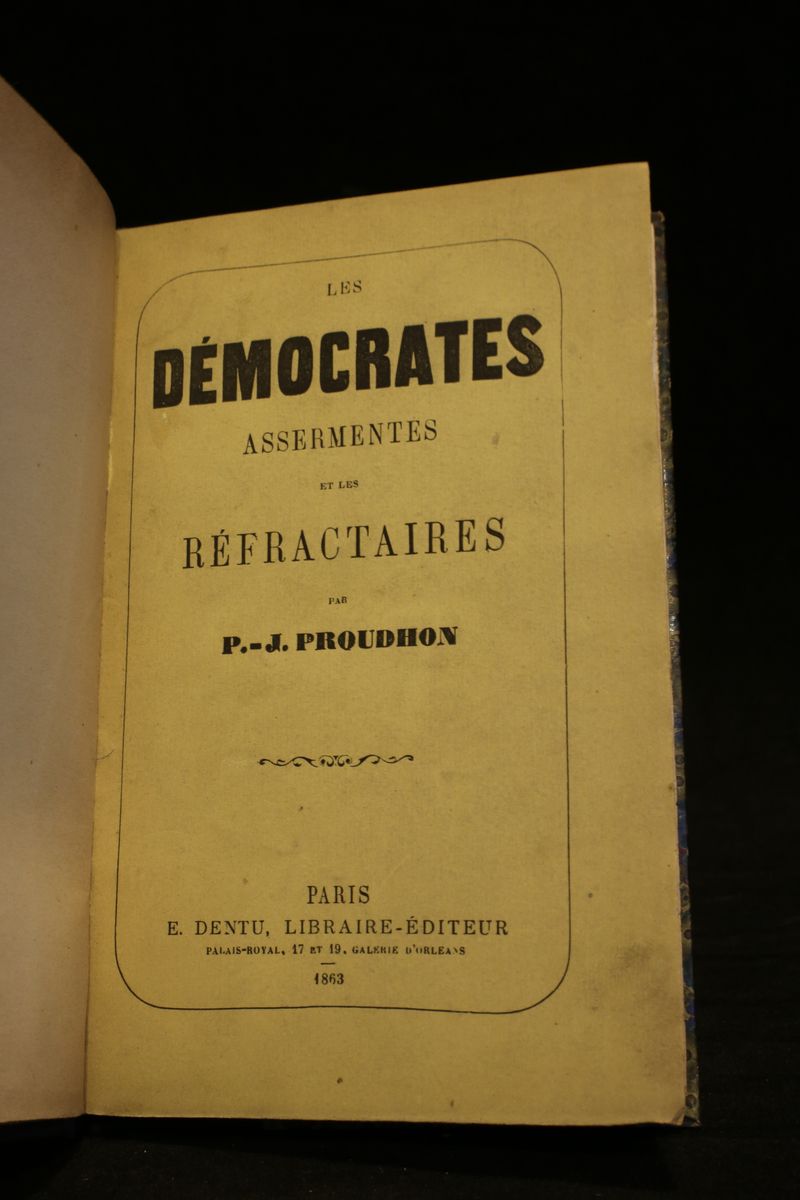 LES
DÉMOCRATES
ASSERMENTES
ET LES
RÉFRACTAIRES
PAR
P.-J. PROUDHON
PARIS
E. DENTU, LIBRAIRE-ÉDITEUR
PALAIS-ROYAL, 17 ET 19, GALERIE D'ORLEANS
1863